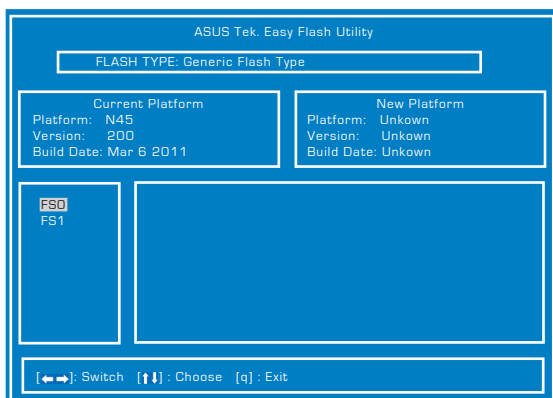 ASUS Tek. Easy Flash Utility
FLASH TYPE: Generic Flash Type
Current Platform
Platform: N45
Version: 200
Build Date: Mar 6 2011
New Platform
Platform: Unkown
Version: Unkown
Build Date: Unkown
FS0
FS1
[←→]: Switch [↑↓] : Choose [q] : Exit